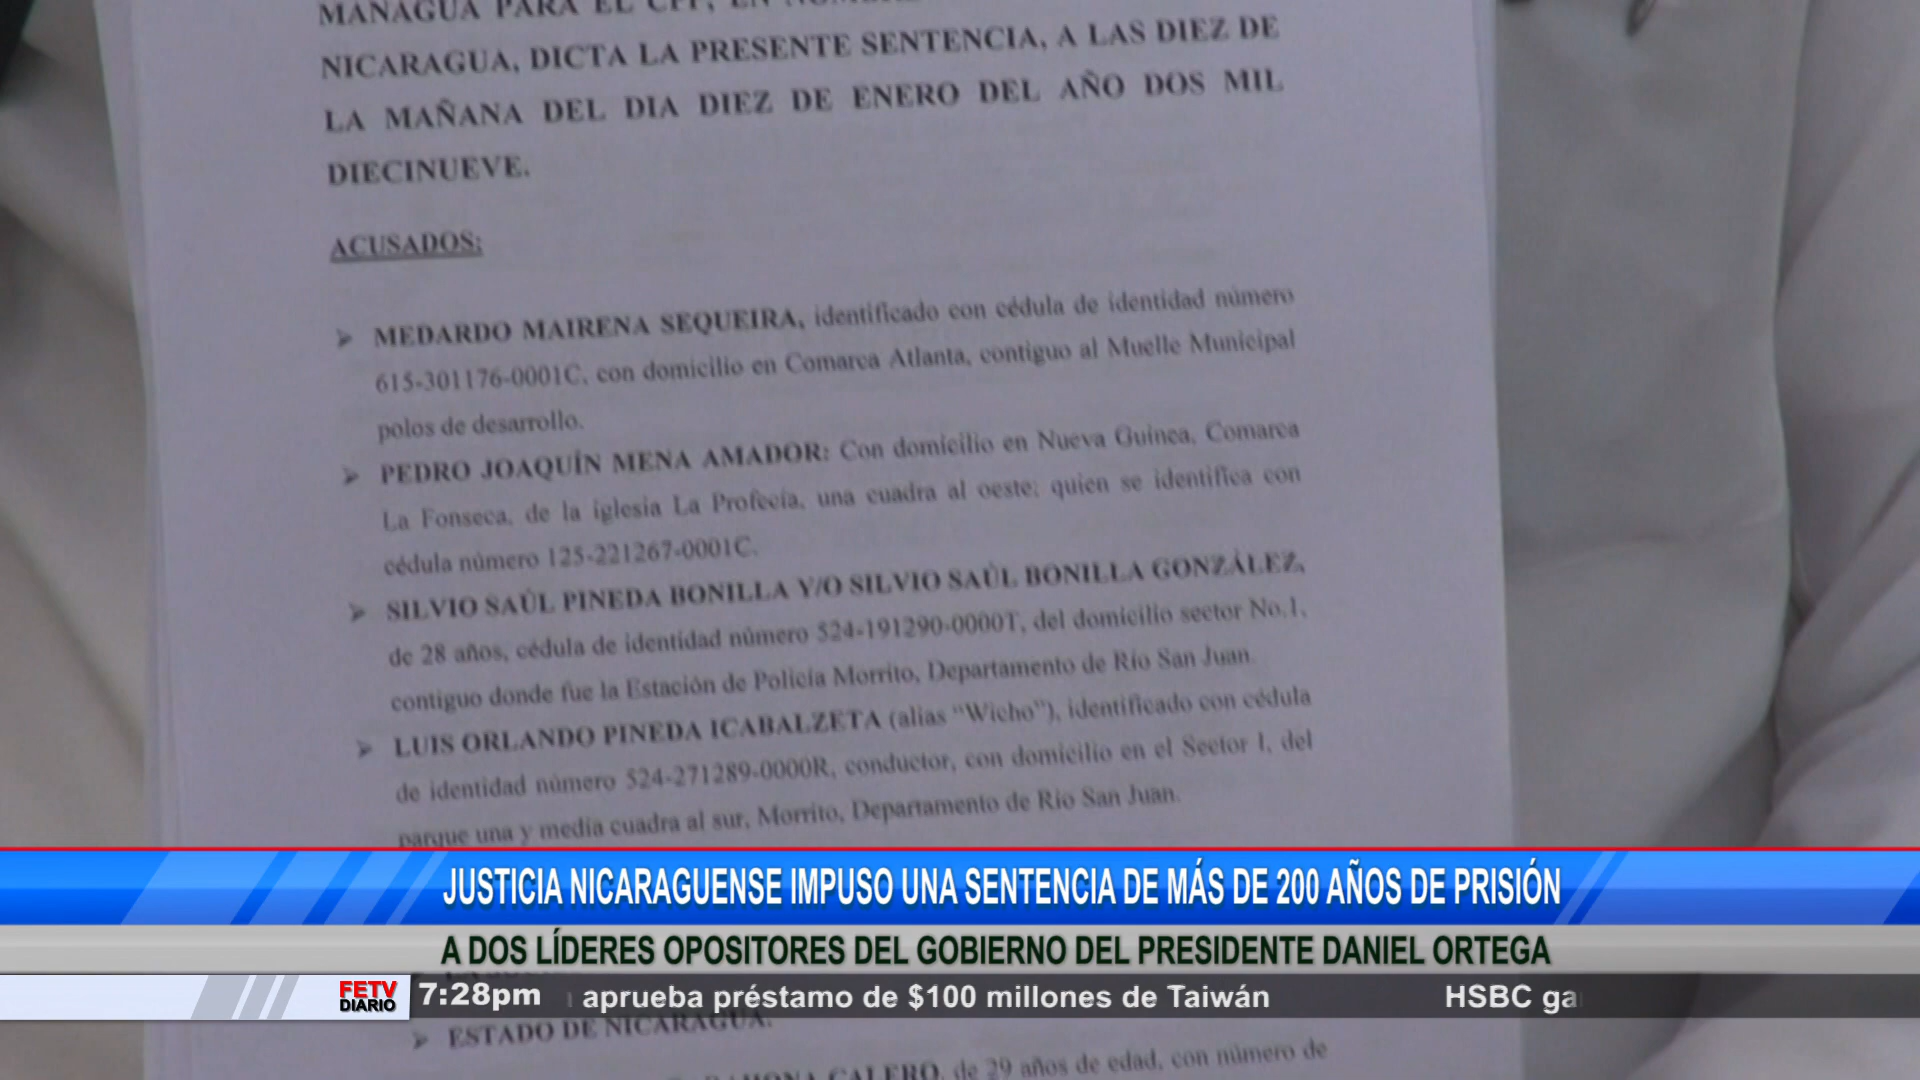 MANAGUA PARA EL CPP, EN
NICARAGUA, DICTA LA PRESENTE SENTENCIA, A LAS DIEZ DE
LA MAÑANA DEL DIA DIEZ DE ENERO DEL AÑO DOS MIL
DIECINUEVE.
ACUSADOS:
➢ MEDARDO MAIRENA SEQUEIRA, identificado con cédula de identidad número
615-301176-0001C, con domicilio en Comarca Atlanta, contiguo al Muelle Municipal
polos de desarrollo.
➢ PEDRO JOAQUÍN MENA AMADOR: Con domicilio en Nueva Guinea, Comarca
La Fonseca, de la iglesia La Profecía, una cuadra al oeste; quien se identifica con
cédula número 125-221267-0001C.
➢ SILVIO SAÚL PINEDA BONILLA Y/O SILVIO SAÚL BONILLA GONZÁLEZ,
de 28 años, cédula de identidad número 524-191290-0000T, del domicilio sector No.1,
contiguo donde fue la Estación de Policía Morrito, Departamento de Río San Juan.
➢ LUIS ORLANDO PINEDA ICABALZETA (alias “Wicho”), identificado con cédula
de identidad número 524-271289-0000R, conductor, con domicilio en el Sector 1, del
parque una y media cuadra al sur, Morrito, Departamento de Río San Juan.
JUSTICIA NICARAGUENSE IMPUSO UNA SENTENCIA DE MÁS DE 200 AÑOS DE PRISIÓN
A DOS LÍDERES OPOSITORES DEL GOBIERNO DEL PRESIDENTE DANIEL ORTEGA
FETV DIARIO 7:28pm aprueba préstamo de $100 millones de Taiwán HSBC ga
➢ ESTADO DE NICARAGUA.
CALERO, de 29 años de edad, con número de